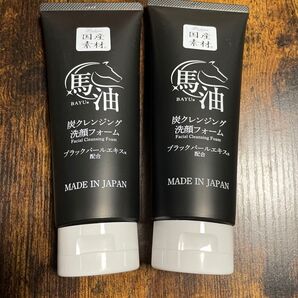 国産
素材
馬油
BAYU
炭クレンジング
洗顔フォーム
Facial Cleansing Foam
ブラックパールエキス
配合
MADE IN JAPAN
国産
素材
馬油
BAYU
炭クレンジング
洗顔フォーム
Facial Cleansing Foam
ブラックパールエキス
配合
MADE IN JAPAN